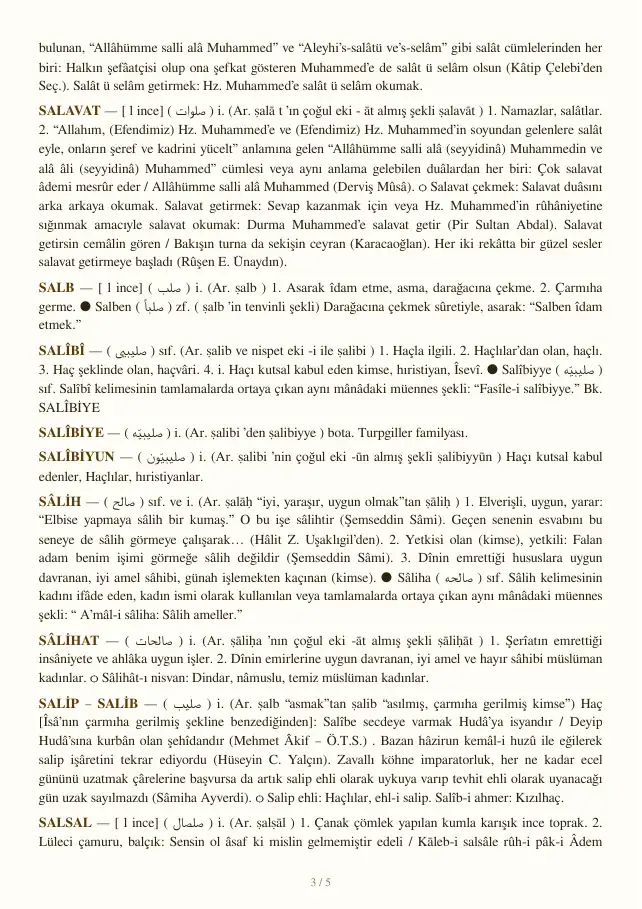 bulunan, “Allâhümme salli alâ Muhammed” ve “Aleyhi’s-salâtü ve’s-selâm” gibi salât cümlelerinden her
biri: Halkın şefâatçisi olup ona şefkat gösteren Muhammed’e de salât ü selâm olsun (Kâtip Çelebi’den
Seç.). Salât ü selâm getirmek: Hz. Muhammed’e salât ü selâm okumak.
SALAVAT — [ l ince] ( صلوات ) i. (Ar. ṣalā t ’ın çoğul eki - āt almış şekli ṣalavāt ) 1. Namazlar, salâtlar.
2. “Allahım, (Efendimiz) Hz. Muhammed’e ve (Efendimiz) Hz. Muhammed’in soyundan gelenlere salât
eyle, onların şeref ve kadrini yücelt” anlamına gelen “Allâhümme salli alâ (seyyidinâ) Muhammedin ve
alâ âli (seyyidinâ) Muhammed” cümlesi veya aynı anlama gelebilen duâlardan her biri: Çok salavat
âdemi mesrûr eder / Allâhümme salli alâ Muhammed (Derviş Mûsâ). ѻ Salavat çekmek: Salavat duâsını
arka arkaya okumak. Salavat getirmek: Sevap kazanmak için veya Hz. Muhammed’in rûhâniyetine
sığınmak amacıyle salavat okumak: Durma Muhammed’e salavat getir (Pir Sultan Abdal). Salavat
getirsin cemâlin gören / Bakışın turna da sekişin ceyran (Karacaoğlan). Her iki rekâtta bir güzel sesler
salavat getirmeye başladı (Rûşen E. Ünaydın).
SALB — [ l ince] ( صلب ) i. (Ar. ṣalb ) 1. Asarak îdam etme, asma, darağacına çekme. 2. Çarmıha
germe. ● Salben ( صلباً ) zf. ( ṣalb ’in tenvinli şekli) Darağacına çekmek sûretiyle, asarak: “Salben îdam
etmek.”
SALÎBÎ — ( صليبيى ) sıf. (Ar. ṣalіb ve nispet eki -і ile ṣalіbі ) 1. Haçla ilgili. 2. Haçlılar’dan olan, haçlı.
3. Haç şeklinde olan, haçvâri. 4. i. Haçı kutsal kabul eden kimse, hıristiyan, Îsevî. ● Salîbiyye ( صليبيّه )
sıf. Salîbî kelimesinin tamlamalarda ortaya çıkan aynı mânâdaki müennes şekli: “Fasîle-i salîbiyye.” Bk.
SALÎBİYE
SALÎBİYE — ( صليبيّه ) i. (Ar. ṣalіbі ’den ṣalіbiyye ) bota. Turpgiller familyası.
SALÎBİYUN — ( صليبيّون ) i. (Ar. ṣalіbі ’nin çoğul eki -ūn almış şekli ṣalіbiyyūn ) Haçı kutsal kabul
edenler, Haçlılar, hıristiyanlar.
SÂLİH — ( صالح ) sıf. ve i. (Ar. ṣalāḥ “iyi, yaraşır, uygun olmak”tan ṣāliḥ ) 1. Elverişli, uygun, yarar:
“Elbise yapmaya sâlih bir kumaş.” O bu işe sâlihtir (Şemseddin Sâmi). Geçen senenin esvabını bu
seneye de sâlih görmeye çalışarak… (Hâlit Z. Uşaklıgil’den). 2. Yetkisi olan (kimse), yetkili: Falan
adam benim işimi görmeğe sâlih değildir (Şemseddin Sâmi). 3. Dînin emrettiği hususlara uygun
davranan, iyi amel sâhibi, günah işlemekten kaçınan (kimse). ● Sâliha ( صالحه ) sıf. Sâlih kelimesinin
kadını ifâde eden, kadın ismi olarak kullanılan veya tamlamalarda ortaya çıkan aynı mânâdaki müennes
şekli: “ A’mâl-i sâliha: Sâlih ameller.”
SÂLİHAT — ( صالحات ) i. (Ar. ṣāliḥa ’nın çoğul eki -āt almış şekli ṣāliḥāt ) 1. Şerîatın emrettiği
insâniyete ve ahlâka uygun işler. 2. Dînin emirlerine uygun davranan, iyi amel ve hayır sâhibi müslüman
kadınlar. ѻ Sâlihât-ı nisvan: Dindar, nâmuslu, temiz müslüman kadınlar.
SALİP – SALİB — ( صليب ) i. (Ar. ṣalb “asmak”tan ṣalіb “asılmış, çarmıha gerilmiş kimse”) Haç
[Îsâ’nın çarmıha gerilmiş şekline benzediğinden]: Salîbe secdeye varmak Hudâ’ya isyandır / Deyip
Hudâ’sına kurbân olan şehîdandır (Mehmet Âkif – Ö.T.S.) . Bazan hâzirun kemâl-i huzû ile eğilerek
salip işâretini tekrar ediyordu (Hüseyin C. Yalçın). Zavallı köhne imparatorluk, her ne kadar ecel
gününü uzatmak çârelerine başvursa da artık salip ehli olarak uykuya varıp tevhit ehli olarak uyanacağı
gün uzak sayılmazdı (Sâmiha Ayverdi). ѻ Salip ehli: Haçlılar, ehl-i salip. Salîb-i ahmer: Kızılhaç.
SALSAL — [ l ince] ( صلصال ) i. (Ar. ṣalṣāl ) 1. Çanak çömlek yapılan kumla karışık ince toprak. 2.
Lüleci çamuru, balçık: Sensin ol âsaf ki mislin gelmemiştir edeli / Kāleb-i salsâle rûh-i pâk-i Âdem
3 / 5